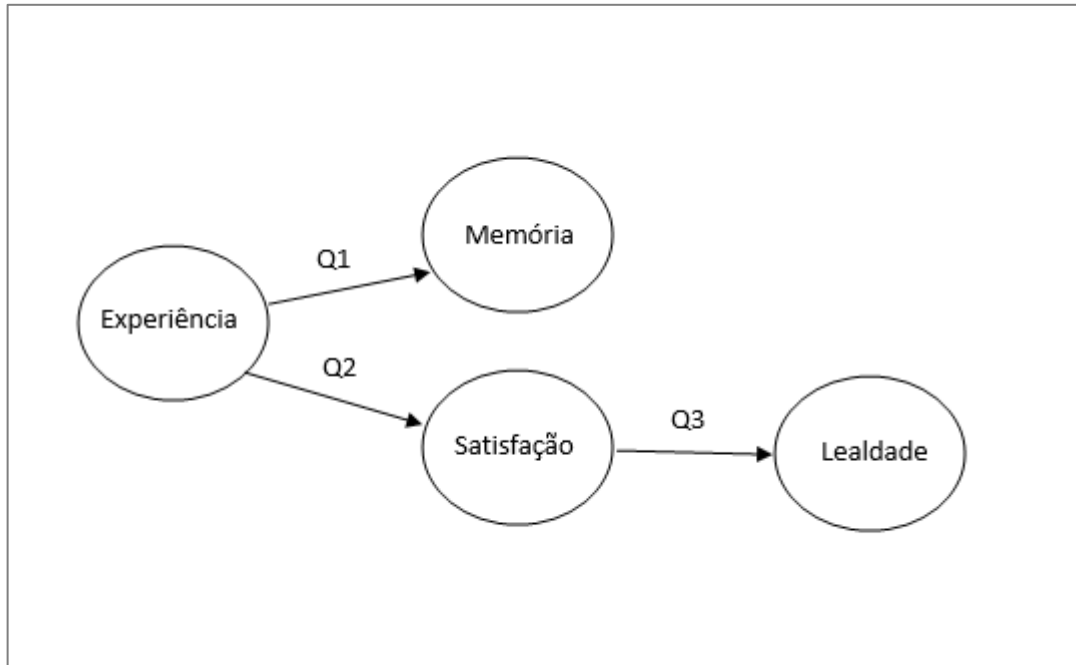 Memória
Q1
Experiência
Q2
Satisfação
Q3
Lealdade